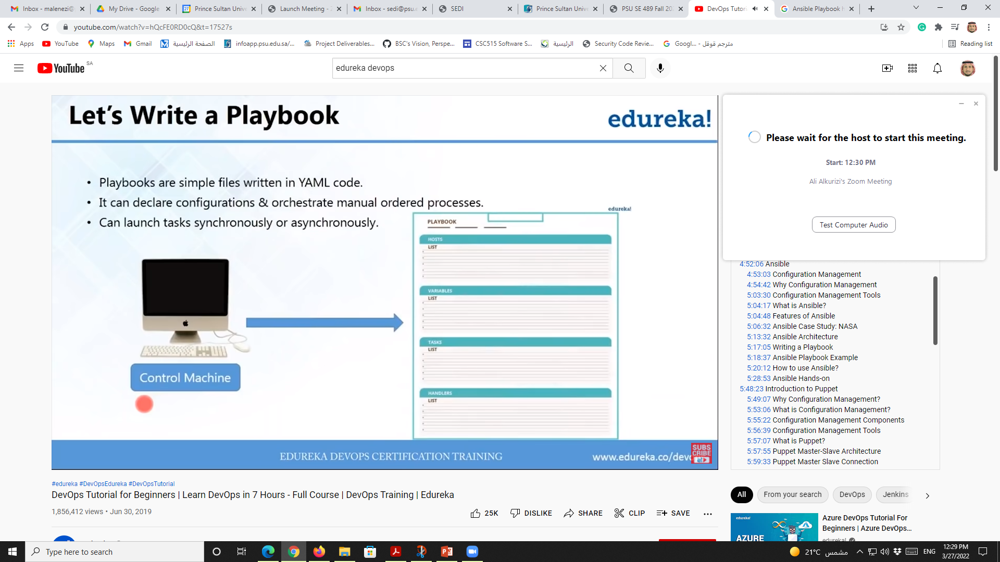 Inbox - malenezi@
My Drive - Google
Prince Sultan Unive
Launch Meeting - Z
Inbox - sedi@psu.e
SEDI
Prince Sultan Unive
PSU SE 489 Fall 202
DevOps Tutori
Ansible Playbook h
youtube.com/watch?v=hQcFE0RD0cQ&t=17527s
Apps
YouTube
Maps
Gmail
الصفحة الرئيسية
infoapp.psu.edu.sa/...
Project Deliverables...
BSC's Vision, Perspe...
CSC515 Software S...
الرئيسية
Security Code Revie...
مترجم قوقل - Googl...
Reading list
YouTube SA
edureka devops
Let's Write a Playbook
edureka!
• Playbooks are simple files written in YAML code.
• It can declare configurations & orchestrate manual ordered processes.
• Can launch tasks synchronously or asynchronously.
edureka!
PLAYBOOK
HOSTS
LIST
VARIABLES
LIST
TASKS
LIST
HANDLERS
LIST
Control Machine
EDUREKA DEVOPS CERTIFICATION TRAINING
www.edureka.co/devo
SUBS
CRIBE
Please wait for the host to start this meeting.
Start: 12:30 PM
Ali Alkurizi's Zoom Meeting
Test Computer Audio
4:52:06 Ansible
4:53:03 Configuration Management
4:54:42 Why Configuration Management
5:03:30 Configuration Management Tools
5:04:17 What is Ansible?
5:04:48 Features of Ansible
5:06:32 Ansible Case Study: NASA
5:13:32 Ansible Architecture
5:17:05 Writing a Playbook
5:18:37 Ansible Playbook Example
5:20:12 How to use Ansible?
5:28:53 Ansible Hands-on
5:48:23 Introduction to Puppet
5:49:07 Why Configuration Management?
5:53:06 What is Configuration Management?
5:55:22 Configuration Management Components
5:56:39 Configuration Management Tools
5:57:07 What is Puppet?
5:57:55 Puppet Master-Slave Architecture
5:59:33 Puppet Master Slave Connection
#edureka #DevOpsEdureka #DevOpsTutorial
DevOps Tutorial for Beginners | Learn DevOps in 7 Hours - Full Course | DevOps Training | Edureka
1,856,412 views • Jun 30, 2019
25K
DISLIKE
SHARE
CLIP
SAVE
All
From your search
DevOps
Jenkins
edureka!
AZURE
Azure DevOps Tutorial For
Beginners | Azure DevOps...
edureka!
Type here to search
21°C مشمس
ENG
12:29 PM
3/27/2022